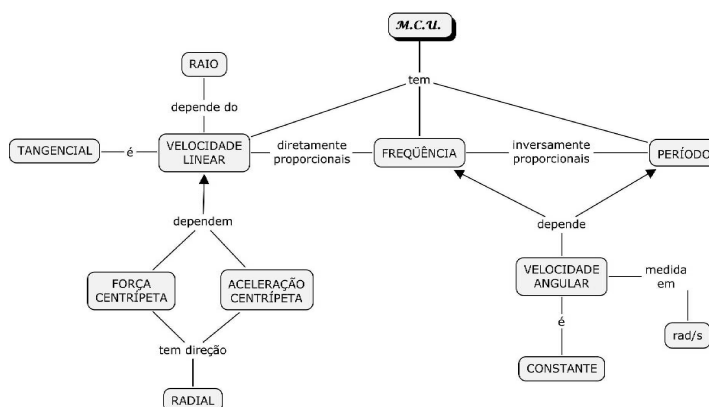 M.C.U.
RAIO
tem
depende do
TANGENCIAL
é
VELOCIDADE
LINEAR
diretamente
proporcionais
FREQÜÊNCIA
inversamente
proporcionais
PERÍODO
dependem
depende
FORÇA
CENTRÍPETA
ACELERAÇÃO
CENTRÍPETA
VELOCIDADE
ANGULAR
medida
em
é
rad/s
tem direção
CONSTANTE
RADIAL